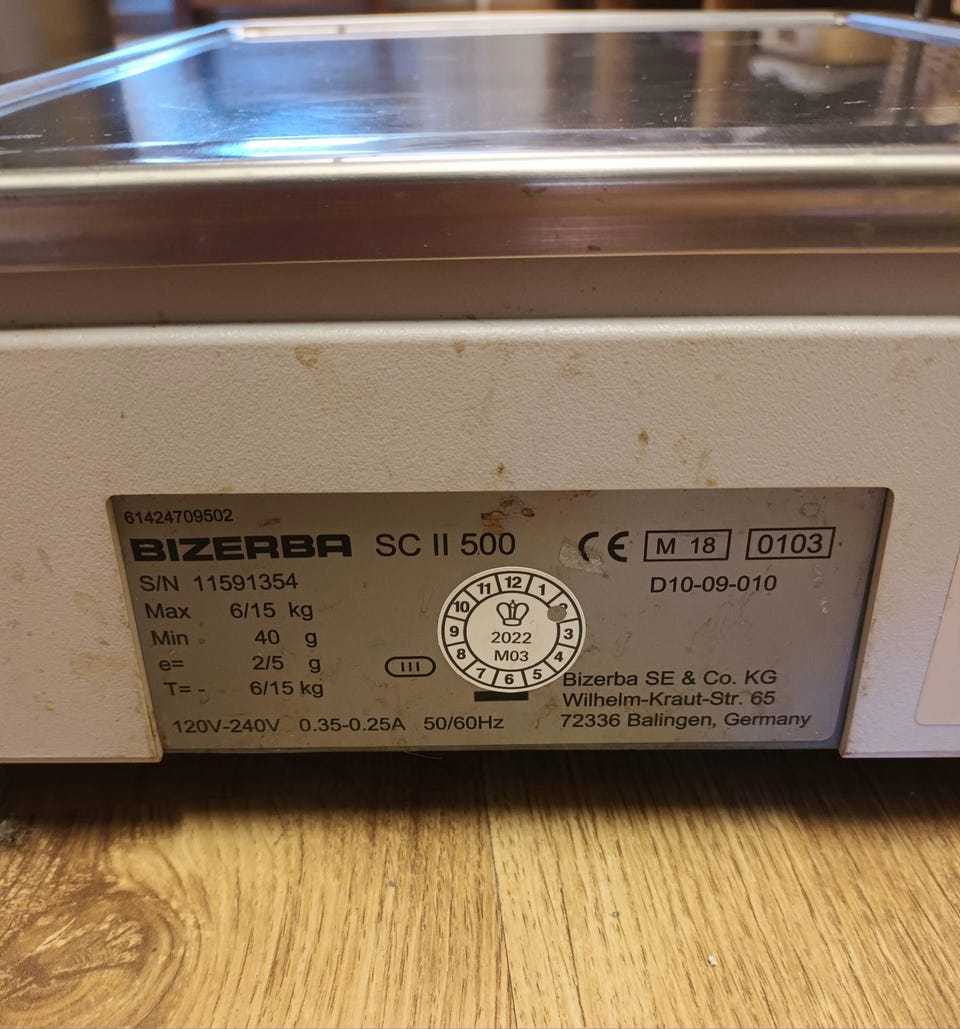 61424709502
BIZERBA SC II 500 CE M 18 0103
S/N 11591354 D10-09-010
Max 6/15 kg
Min 40 g
e= 2/5 g
T= - 6/15 kg
III
12 1 3 4 5 6 7 8 9 10 11
2022
M03
Bizerba SE & Co. KG
Wilhelm-Kraut-Str. 65
120V-240V 0.35-0.25A 50/60Hz 72336 Balingen, Germany